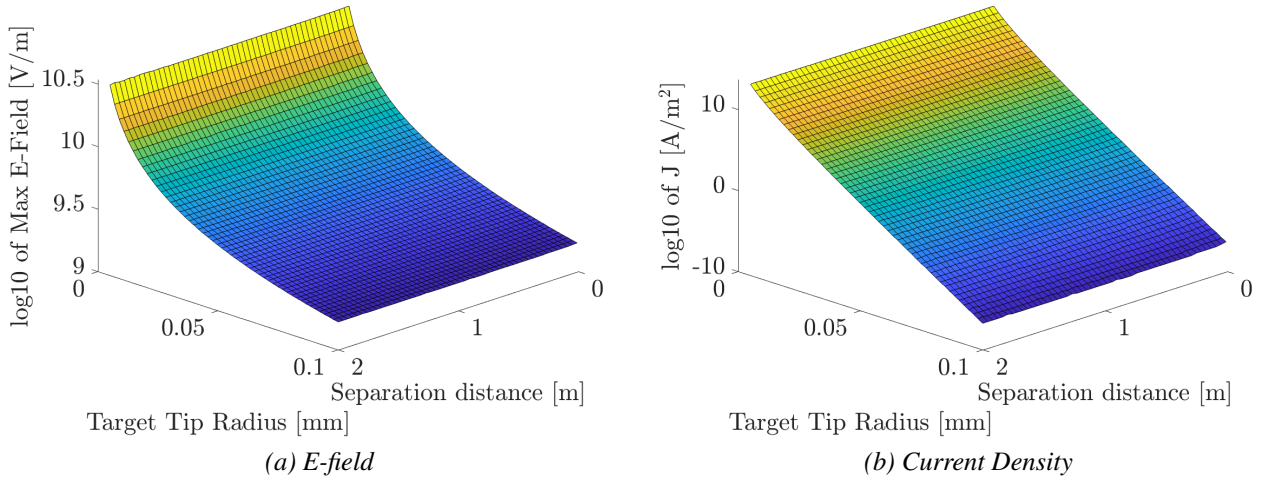 log10 of Max E-Field [V/m]
10.5
10
9.5
9
0
0.05
0.1
2
1
0
Separation distance [m]
Target Tip Radius [mm]
(a) E-field
log10 of J [A/m²]
10
0
-10
0
0.05
0.1
2
1
0
Separation distance [m]
Target Tip Radius [mm]
(b) Current Density